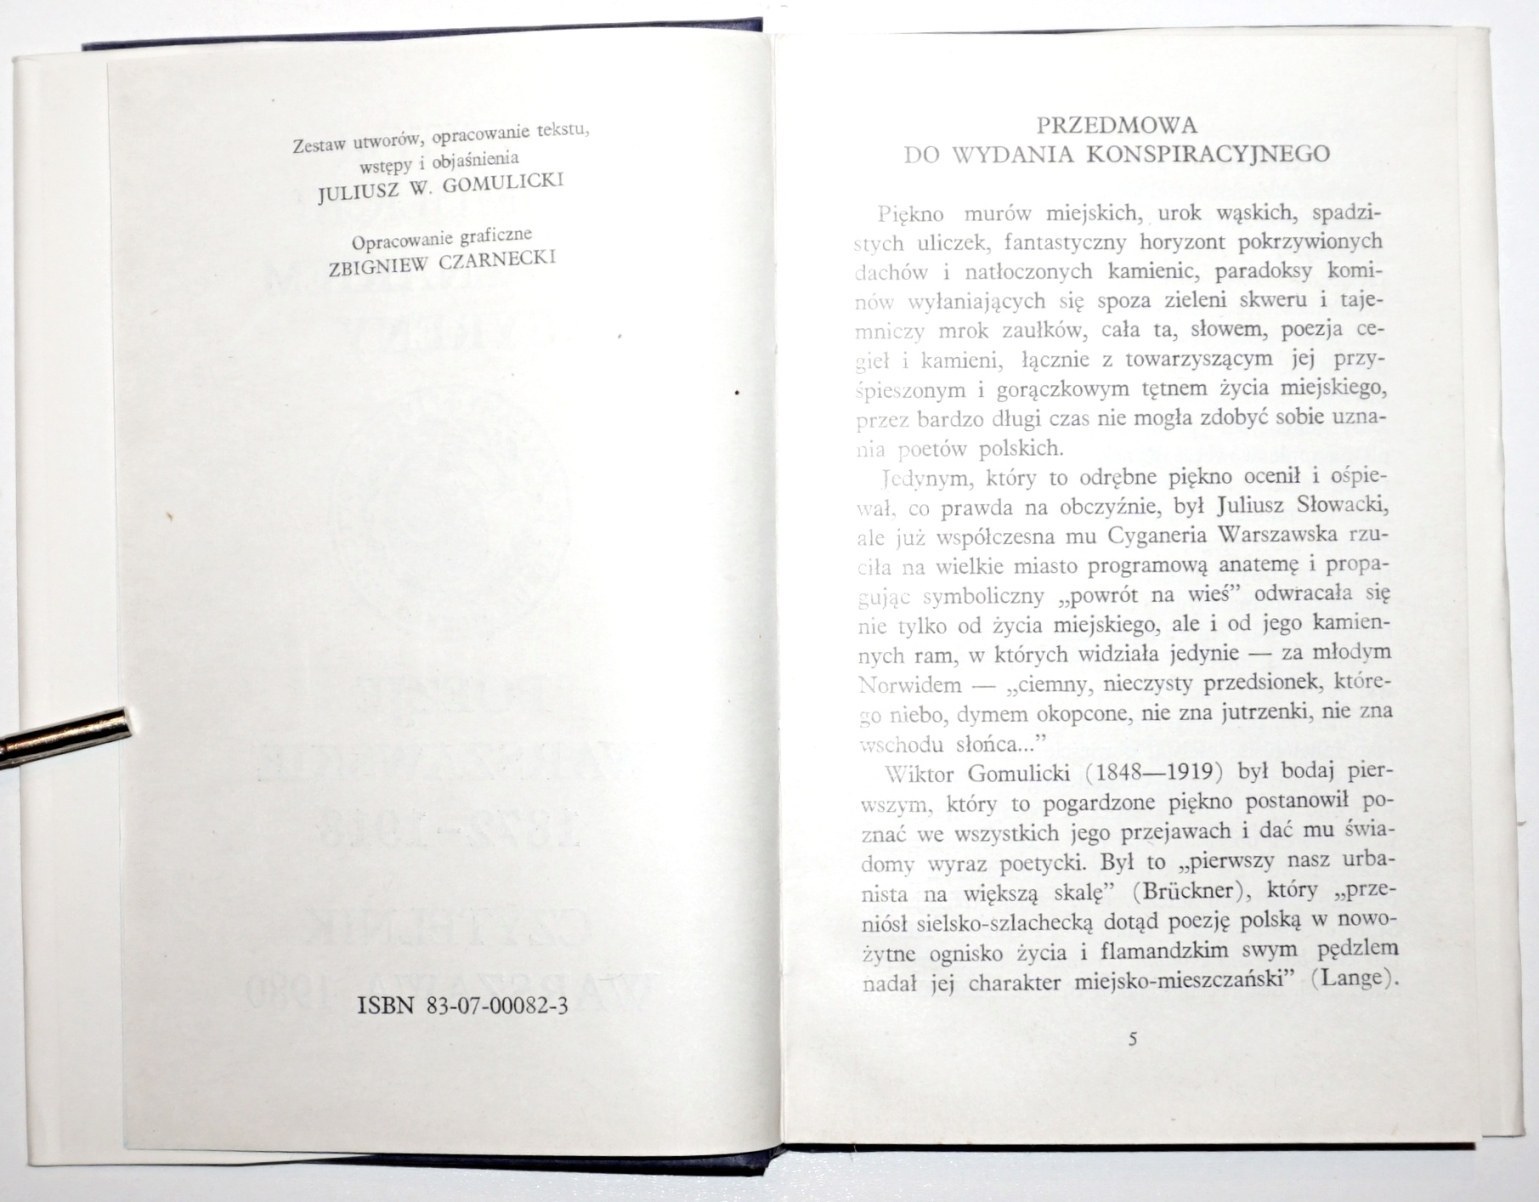 Zestaw utworów, opracowanie tekstu,
wstępy i objaśnienia
JULIUSZ W. GOMULICKI
Opracowanie graficzne
ZBIGNIEW CZARNECKI
ISBN 83-07-00082-3
PRZEDMOWA
DO WYDANIA KONSPIRACYJNEGO
Piękno murów miejskich, urok wąskich, spadzi-
stych uliczek, fantastyczny horyzont pokrzywionych
dachów i natłoczonych kamienic, paradoksy komi-
nów wyłaniających się spoza zieleni skweru i taje-
mniczy mrok zaułków, cała ta, słowem, poezja ce-
gieł i kamieni, łącznie z towarzyszącym jej przy-
śpieszonym i gorączkowym tętnem życia miejskiego,
przez bardzo długi czas nie mogła zdobyć sobie uzna-
nia poetów polskich.
Jedynym, który to odrębne piękno ocenił i ośpie-
wał, co prawda na obczyźnie, był Juliusz Słowacki,
ale już współczesna mu Cyganeria Warszawska rzu-
ciła na wielkie miasto programową anatemę i propa-
gując symboliczny „powrót na wieś” odwracała się
nie tylko od życia miejskiego, ale i od jego kamien-
nych ram, w których widziała jedynie — za młodym
Norwidem — „ciemny, nieczysty przedsionek, które-
go niebo, dymem okopcone, nie zna jutrzenki, nie zna
wschodu słońca...”
Wiktor Gomulicki (1848—1919) był bodaj pier-
wszym, który to pogardzone piękno postanowił po-
znać we wszystkich jego przejawach i dać mu świa-
domy wyraz poetycki. Był to „pierwszy nasz urba-
nista na większą skalę” (Brückner), który „prze-
niósł sielsko-szlachecką dotąd poezję polską w nowo-
żytne ognisko życia i flamandzkim swym pędzlem
nadał jej charakter miejsko-mieszczański” (Lange).
5